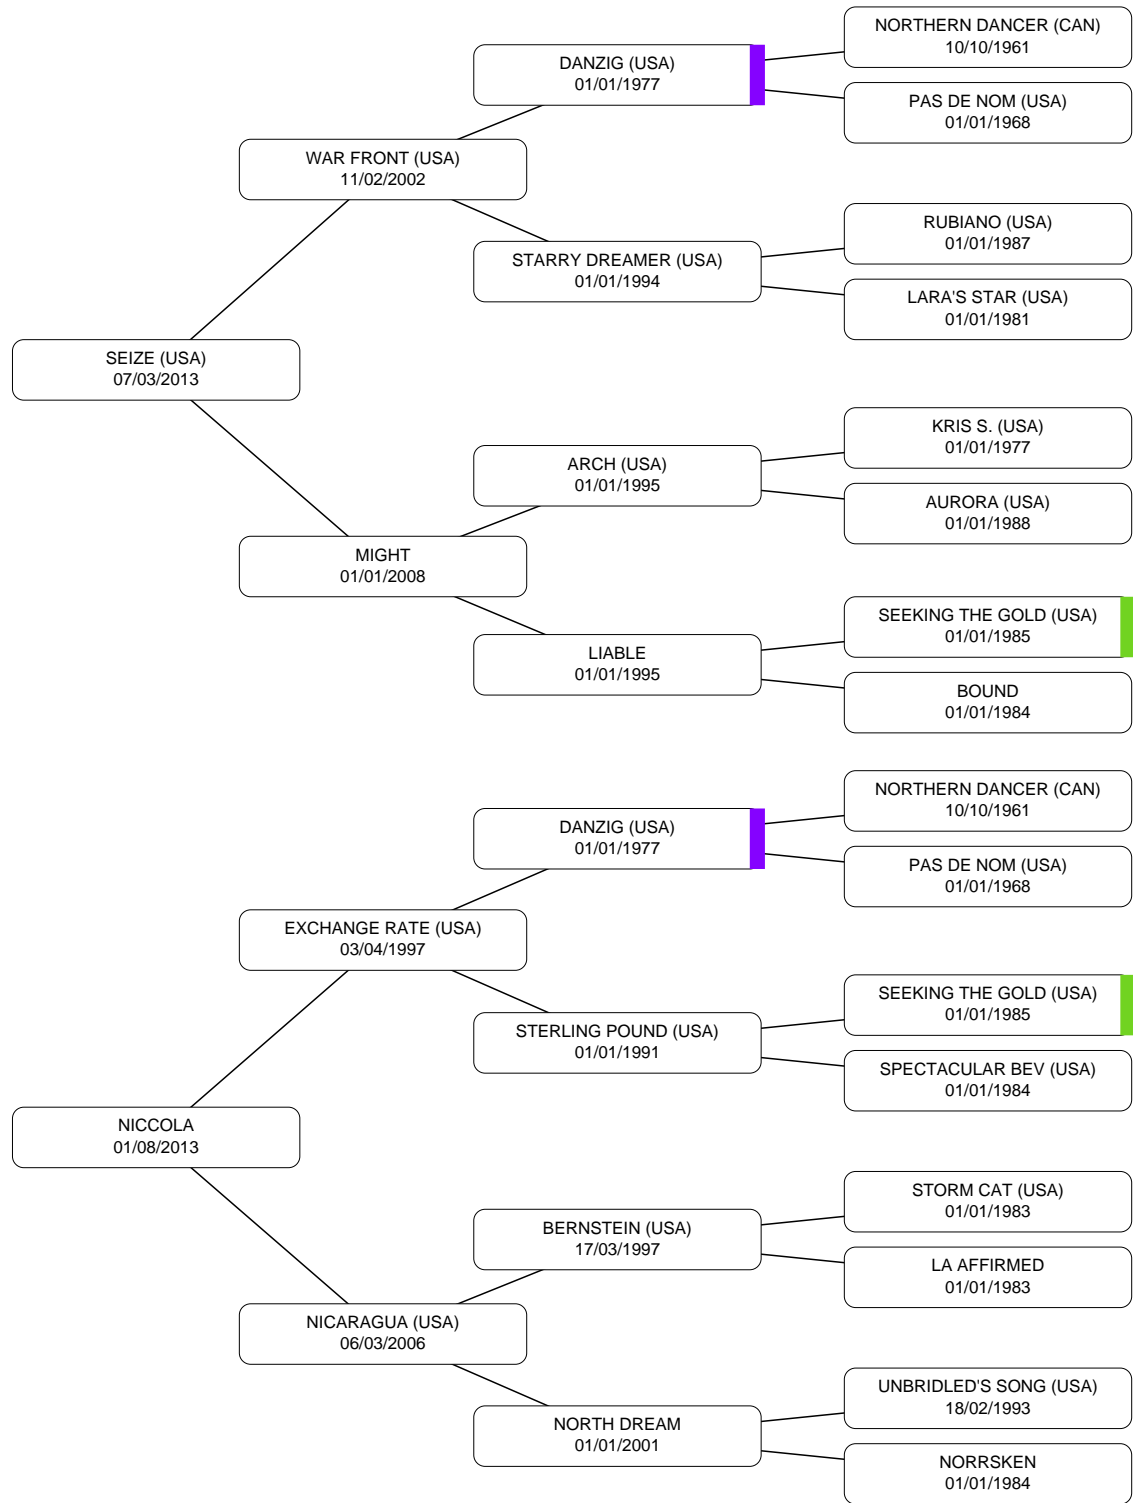 NORTHERN DANCER (CAN)
10/10/1961
DANZIG (USA)
01/01/1977
PAS DE NOM (USA)
01/01/1968
WAR FRONT (USA)
11/02/2002
RUBIANO (USA)
01/01/1987
STARRY DREAMER (USA)
01/01/1994
LARA'S STAR (USA)
01/01/1981
SEIZE (USA)
07/03/2013
KRIS S. (USA)
01/01/1977
ARCH (USA)
01/01/1995
AURORA (USA)
01/01/1988
MIGHT
01/01/2008
SEEKING THE GOLD (USA)
01/01/1985
LIABLE
01/01/1995
BOUND
01/01/1984
NORTHERN DANCER (CAN)
10/10/1961
DANZIG (USA)
01/01/1977
PAS DE NOM (USA)
01/01/1968
EXCHANGE RATE (USA)
03/04/1997
SEEKING THE GOLD (USA)
01/01/1985
STERLING POUND (USA)
01/01/1991
SPECTACULAR BEV (USA)
01/01/1984
NICCOLA
01/08/2013
STORM CAT (USA)
01/01/1983
BERNSTEIN (USA)
17/03/1997
LA AFFIRMED
01/01/1983
NICARAGUA (USA)
06/03/2006
UNBRIDLED'S SONG (USA)
18/02/1993
NORTH DREAM
01/01/2001
NORRSKEN
01/01/1984